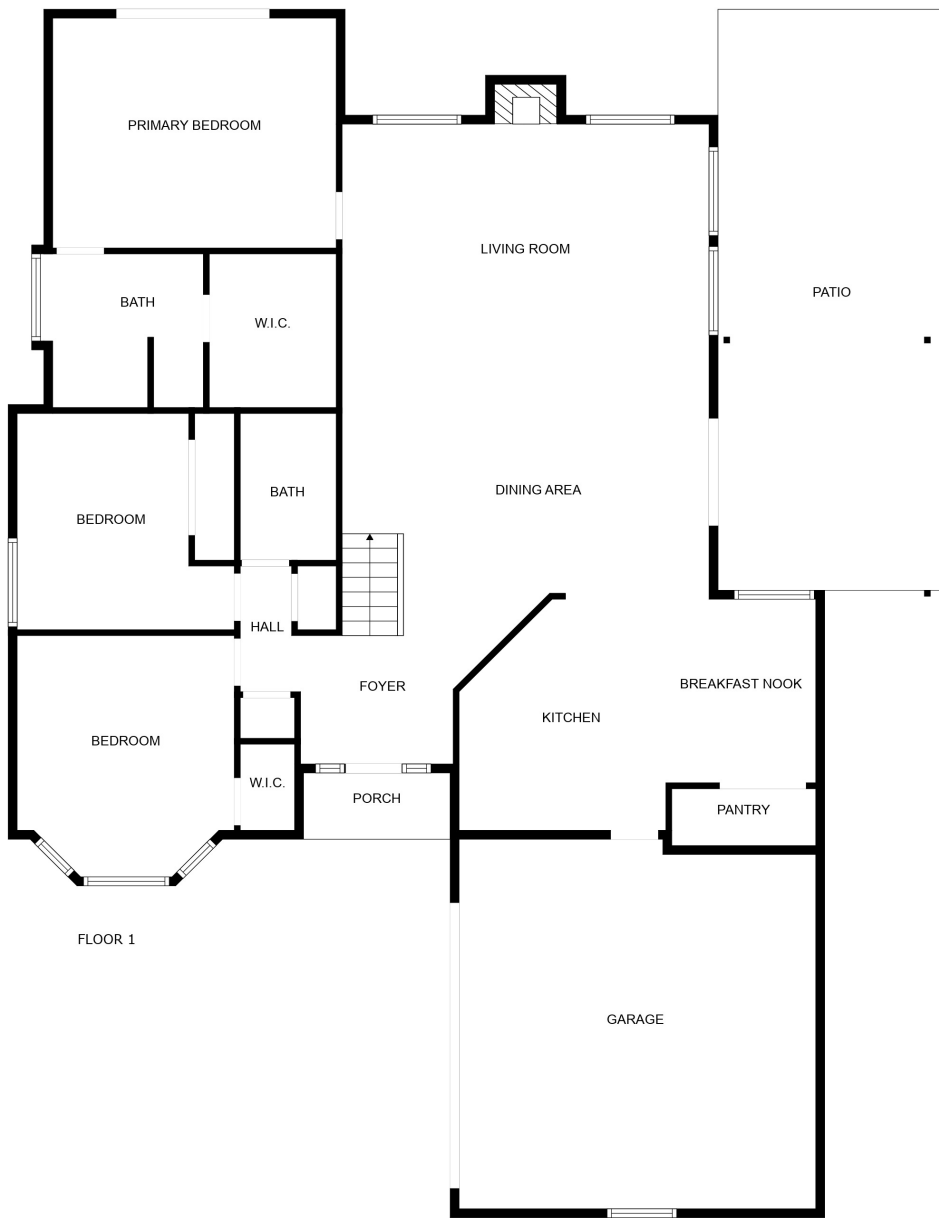 PRIMARY BEDROOM
LIVING ROOM
PATIO
BATH
W.I.C.
DINING AREA
BATH
BEDROOM
HALL
FOYER
BREAKFAST NOOK
KITCHEN
BEDROOM
W.I.C.
PORCH
PANTRY
FLOOR 1
GARAGE